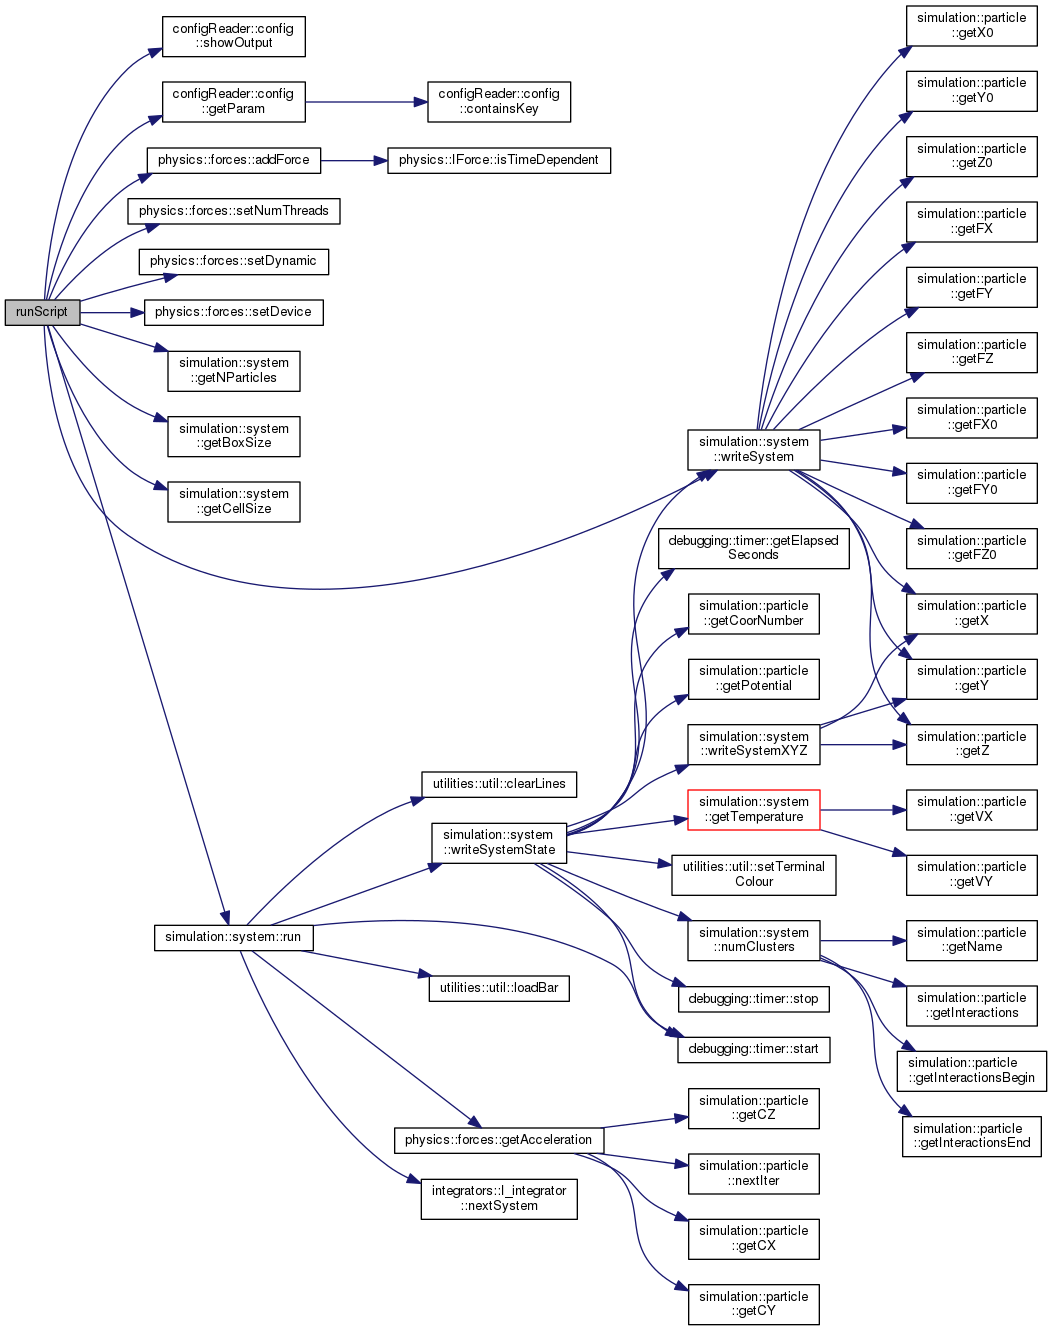 runScript
configReader::config
::showOutput
configReader::config
::getParam
physics::forces::addForce
physics::forces::setNumThreads
physics::forces::setDynamic
physics::forces::setDevice
simulation::system
::getNParticles
simulation::system
::getBoxSize
simulation::system
::getCellSize
simulation::system::run
configReader::config
::containsKey
physics::IForce::isTimeDependent
utilities::util::clearLines
simulation::system
::writeSystemState
utilities::util::loadBar
physics::forces::getAcceleration
integrators::I_integrator
::nextSystem
simulation::system
::writeSystem
debugging::timer::getElapsed
Seconds
simulation::particle
::getCoorNumber
simulation::particle
::getPotential
simulation::system
::writeSystemXYZ
simulation::system
::getTemperature
utilities::util::setTerminal
Colour
simulation::system
::numClusters
debugging::timer::stop
debugging::timer::start
simulation::particle
::getCZ
simulation::particle
::nextIter
simulation::particle
::getCX
simulation::particle
::getCY
simulation::particle
::getX0
simulation::particle
::getY0
simulation::particle
::getZ0
simulation::particle
::getFX
simulation::particle
::getFY
simulation::particle
::getFZ
simulation::particle
::getFX0
simulation::particle
::getFY0
simulation::particle
::getFZ0
simulation::particle
::getX
simulation::particle
::getY
simulation::particle
::getZ
simulation::particle
::getVX
simulation::particle
::getVY
simulation::particle
::getName
simulation::particle
::getInteractions
simulation::particle
::getInteractionsBegin
simulation::particle
::getInteractionsEnd